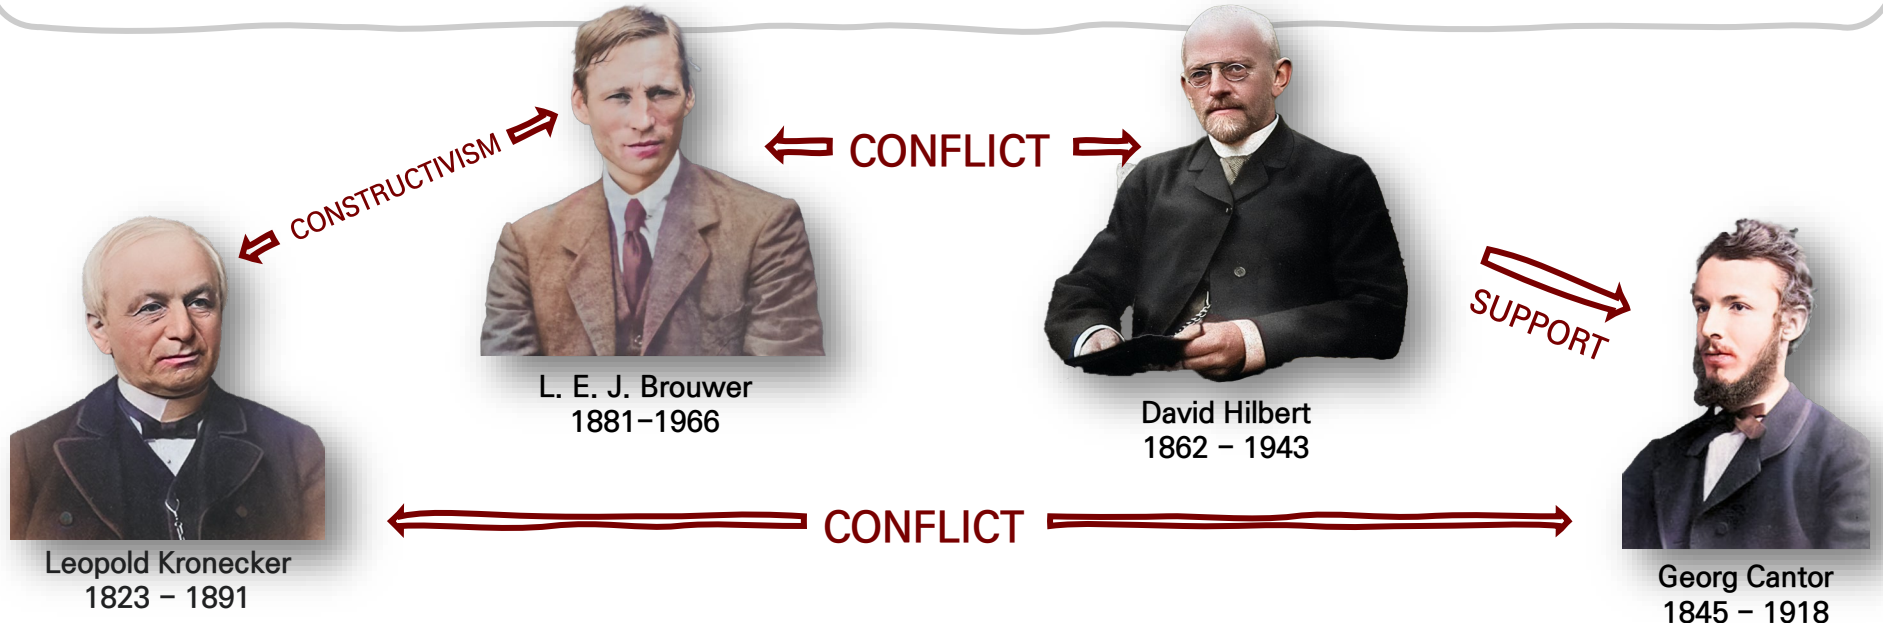 CONSTRUCTIVISM
CONFLICT
SUPPORT
L. E. J. Brouwer
1881-1966
David Hilbert
1862 - 1943
CONFLICT
Leopold Kronecker
1823 - 1891
Georg Cantor
1845 - 1918